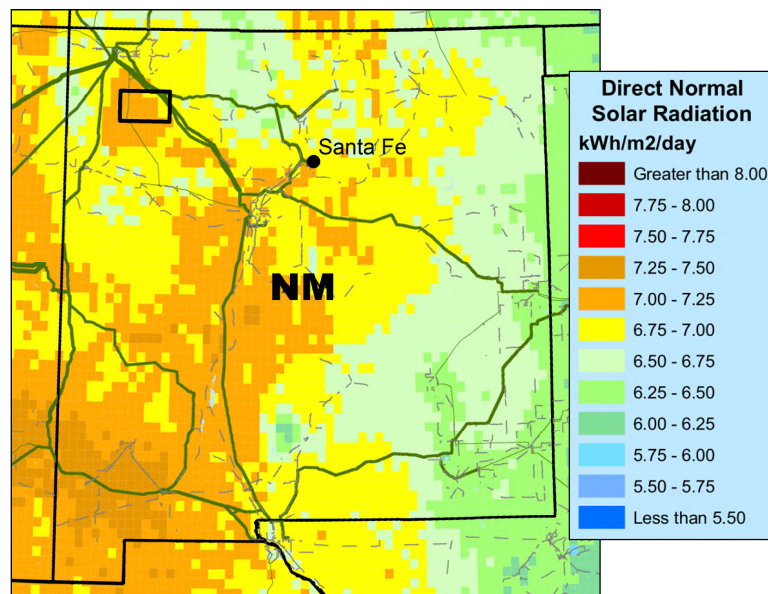 Santa Fe
NM
Direct Normal
Solar Radiation
kWh/m2/day
Greater than 8.00
7.75 - 8.00
7.50 - 7.75
7.25 - 7.50
7.00 - 7.25
6.75 - 7.00
6.50 - 6.75
6.25 - 6.50
6.00 - 6.25
5.75 - 6.00
5.50 - 5.75
Less than 5.50